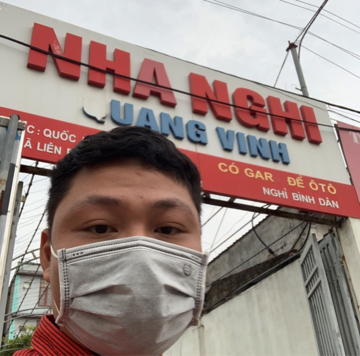 NHA NGHI
UANG VINH
C : QUỐC
CÓ GAR ĐỂ ÔTÔ
Ã LIÊN
NGHỈ BÌNH DÂN